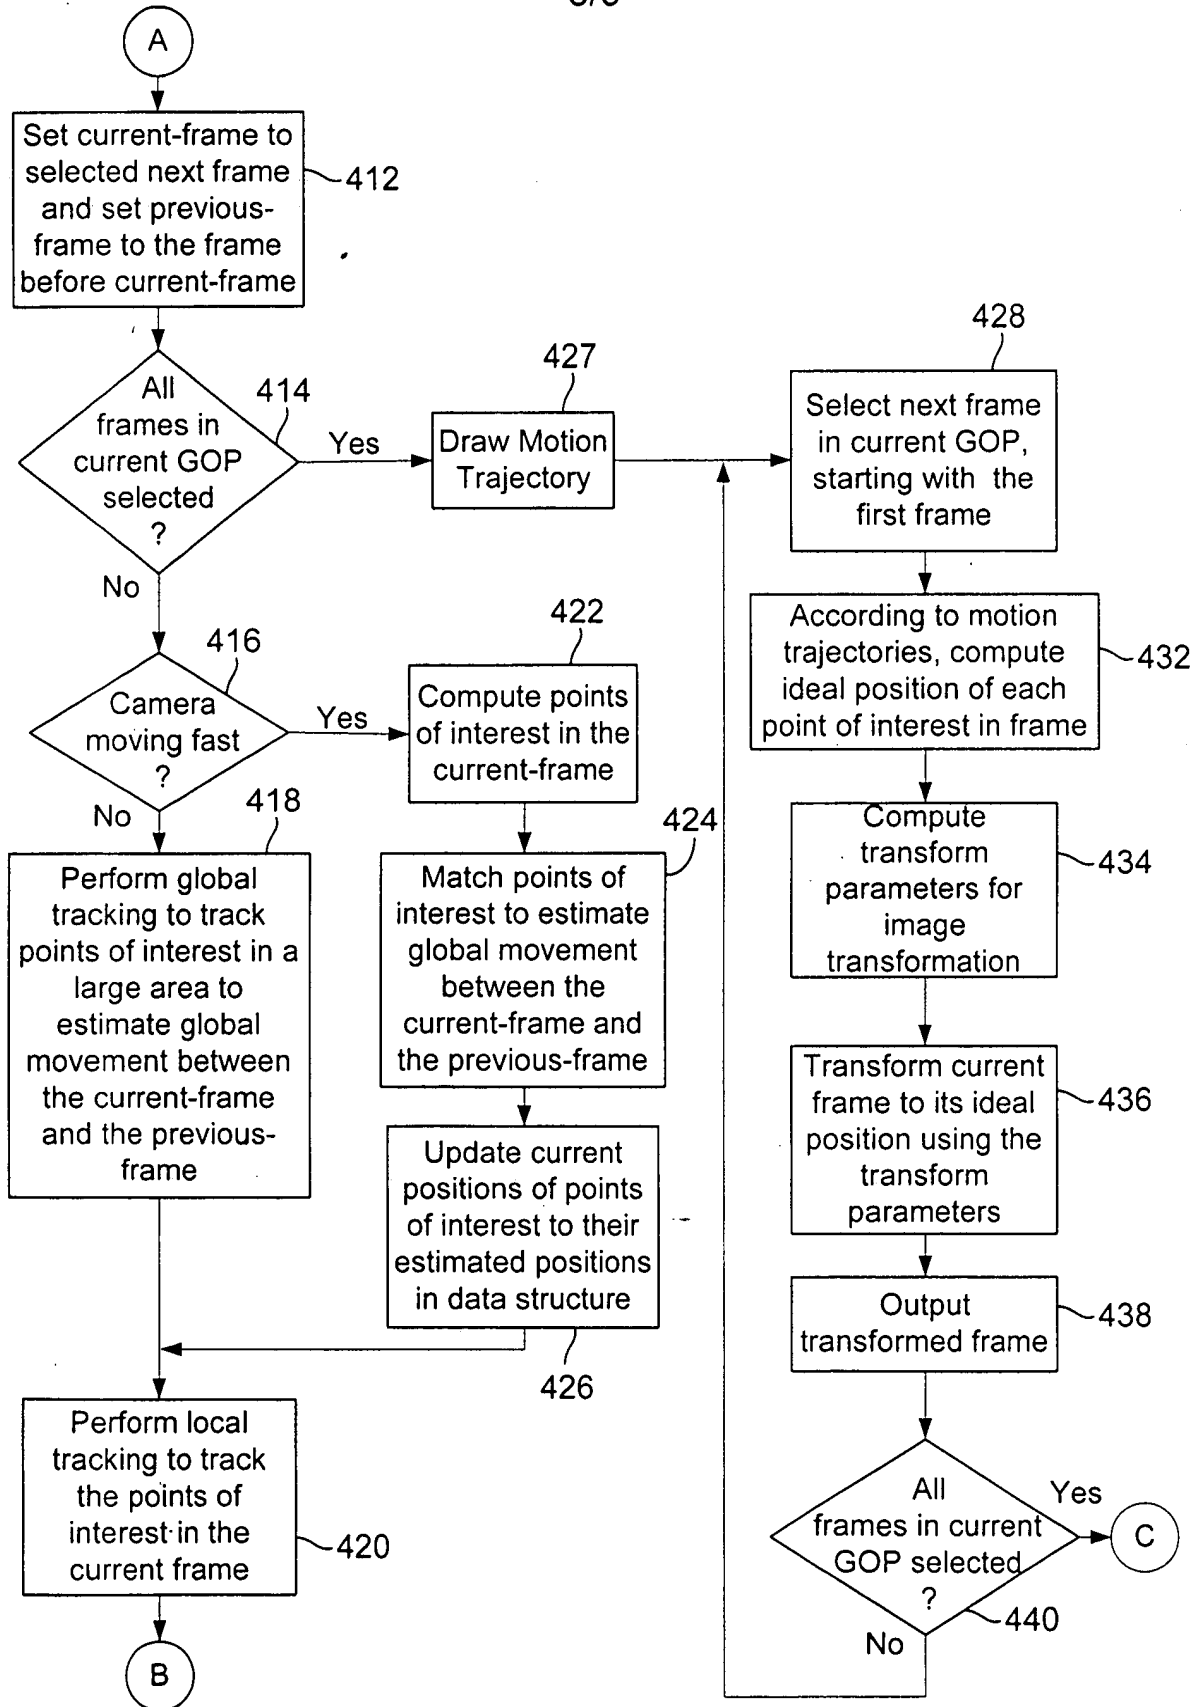 A
Set current-frame to
selected next frame
and set previous-
frame to the frame
before current-frame
412
All
frames in
current GOP
selected
?
414
Yes
No
427
Draw Motion
Trajectory
428
Select next frame
in current GOP,
starting with the
first frame
416
Camera
moving fast
?
Yes
No
422
Compute points
of interest in the
current-frame
According to motion
trajectories, compute
ideal position of each
point of interest in frame
432
418
Perform global
tracking to track
points of interest in a
large area to
estimate global
movement between
the current-frame
and the previous-
frame
424
Match points of
interest to estimate
global movement
between the
current-frame and
the previous-frame
Compute
transform
parameters for
image
transformation
434
Update current
positions of points
of interest to their
estimated positions
in data structure
426
Transform current
frame to its ideal
position using the
transform
parameters
436
Output
transformed frame
438
Perform local
tracking to track
the points of
interest in the
current frame
420
B
All
frames in current
GOP selected
?
440
Yes
C
No